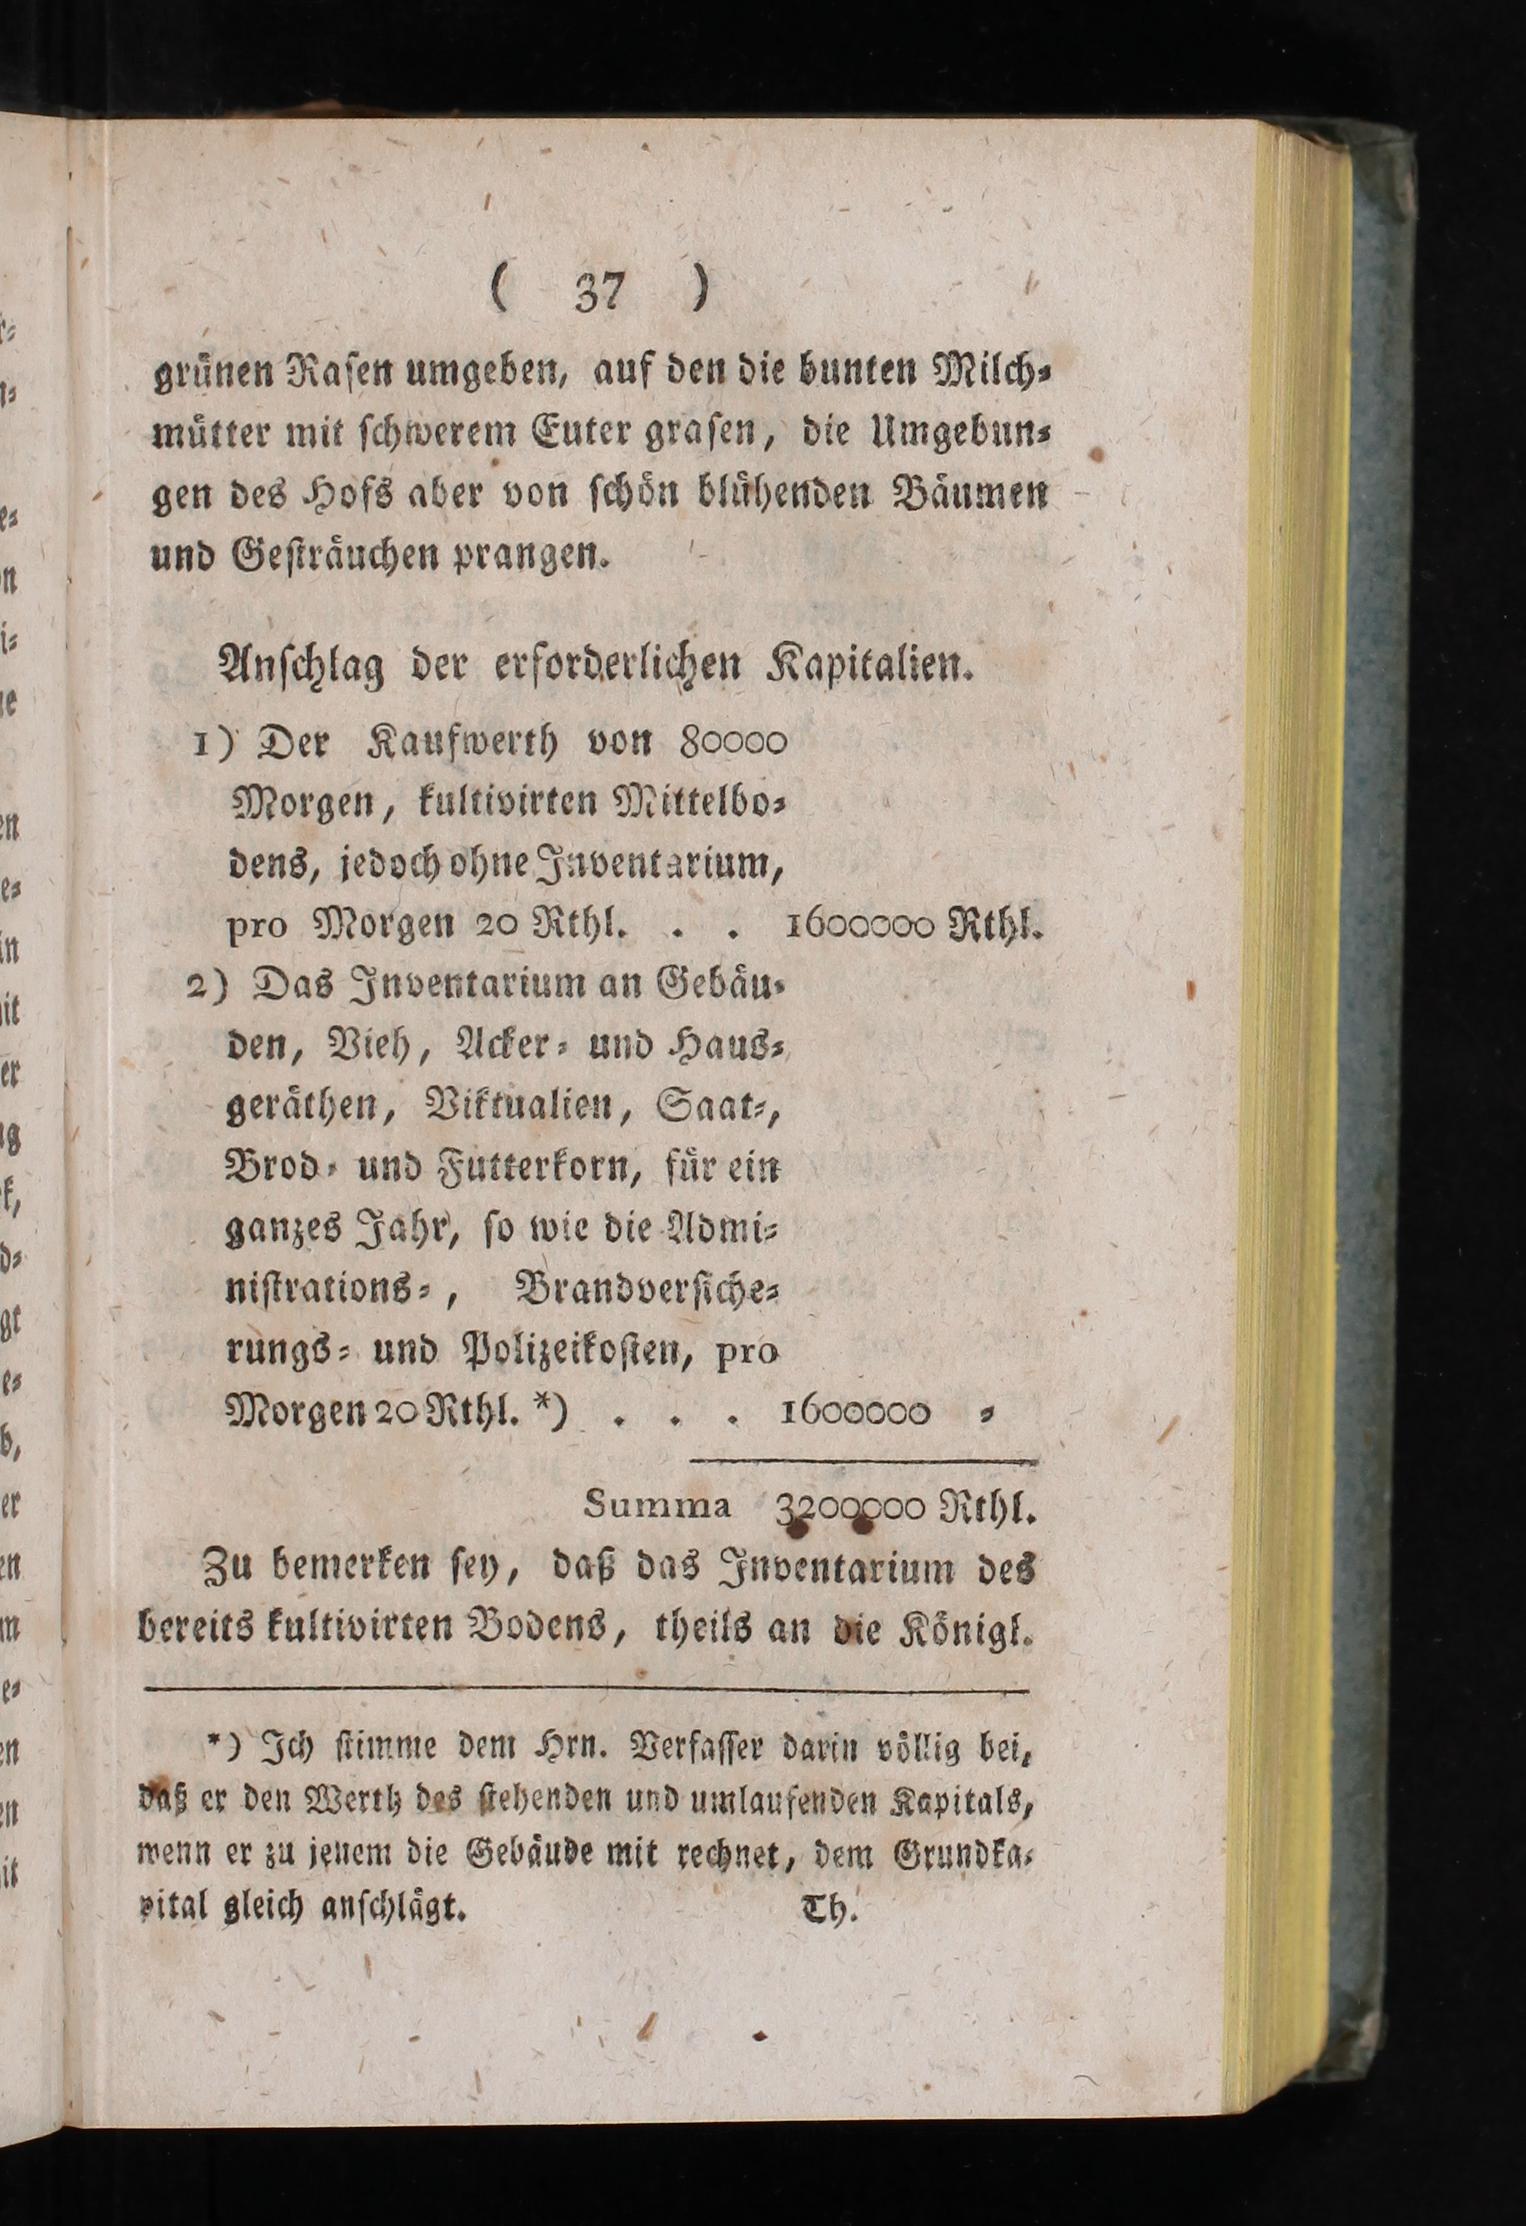 ( 37 )
grünen Rasen umgeben, auf den die bunten Milch-
mütter mit schwerem Euter grasen, die Umgebun-
gen des Hofs aber von schön blühenden Bäumen
und Gesträuchen prangen.
Anschlag der erforderlichen Kapitalien.
1) Der Kaufwerth von 80000
Morgen, kultivirten Mittelbo-
dens, jedoch ohne Inventarium,
pro Morgen 20 Rthl. . . 1600000 Rthl.
2) Das Inventarium an Gebäu-
den, Vieh, Acker- und Haus-
geräthen, Viktualien, Saat-,
Brod- und Futterkorn, für ein
ganzes Jahr, so wie die Admi-
nistrations-, Brandversiche-
rungs- und Polizeikosten, pro
Morgen 20 Rthl. *) . . . 1600000 -
Summa 3200000 Rthl.
Zu bemerken sey, daß das Inventarium des
bereits kultivirten Bodens, theils an die Königl.
*) Ich stimme dem Hrn. Verfasser darin völlig bei,
daß er den Werth des stehenden und umlaufenden Kapitals,
wenn er zu jenem die Gebäude mit rechnet, dem Grundka-
pital gleich anschlägt. Th.